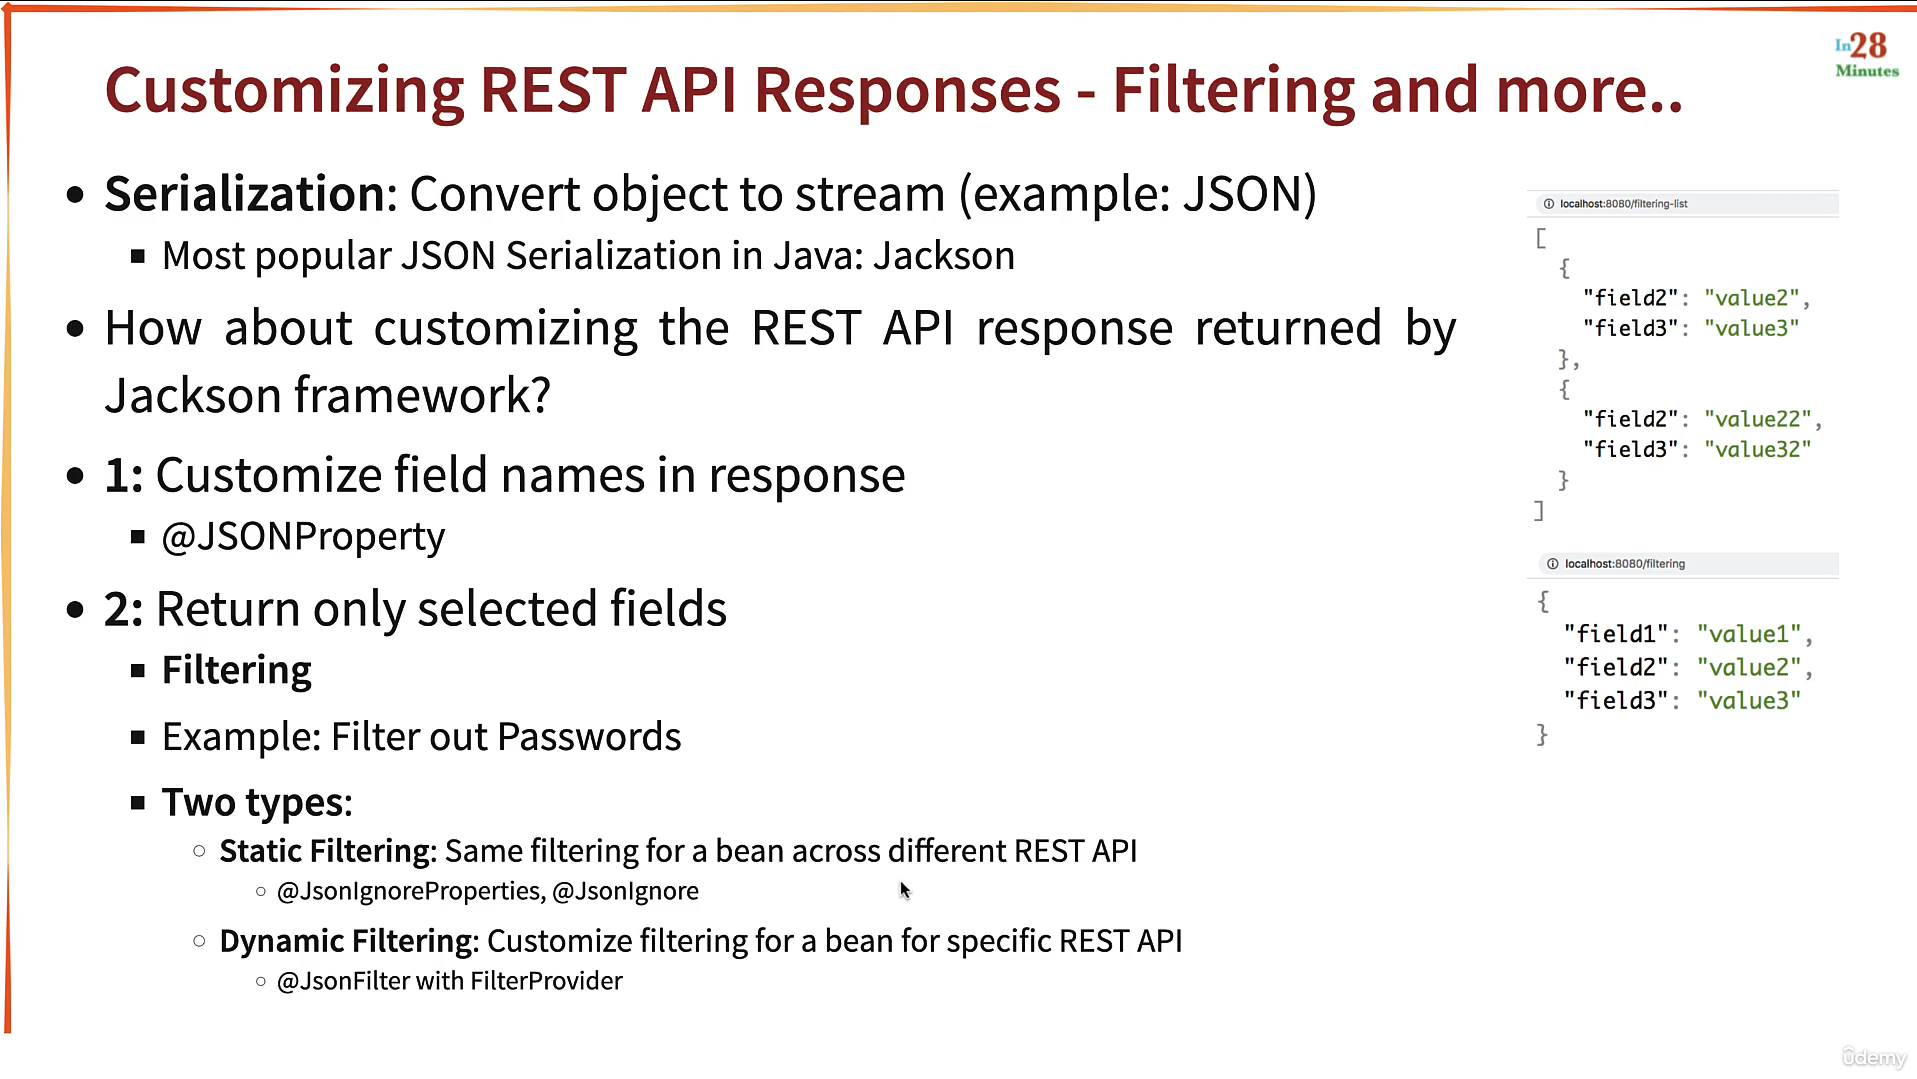 Customizing REST API Responses - Filtering and more..
In28
Minutes
Serialization: Convert object to stream (example: JSON)
Most popular JSON Serialization in Java: Jackson
How about customizing the REST API response returned by
Jackson framework?
1: Customize field names in response
@JSONProperty
2: Return only selected fields
Filtering
Example: Filter out Passwords
Two types:
Static Filtering: Same filtering for a bean across different REST API
@JsonIgnoreProperties, @JsonIgnore
Dynamic Filtering: Customize filtering for a bean for specific REST API
@JsonFilter with FilterProvider
localhost:8080/filtering-list
[
{
"field2": "value2",
"field3": "value3"
},
{
"field2": "value22",
"field3": "value32"
}
]
localhost:8080/filtering
{
"field1": "value1",
"field2": "value2",
"field3": "value3"
}
ûdemy